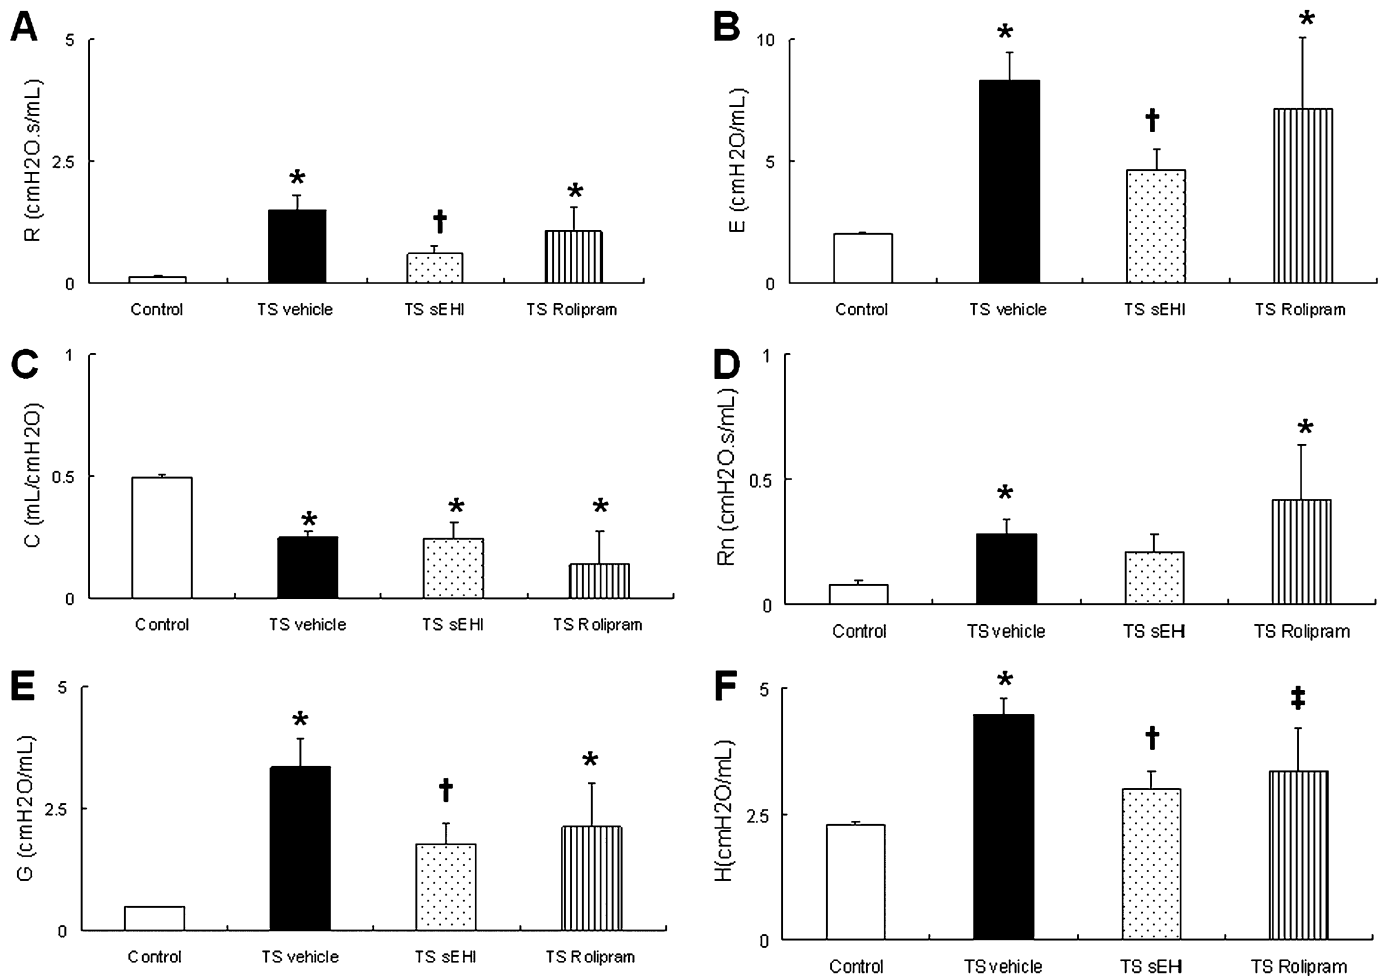 A
R (cmH2O.s/mL)
5
2.5
0
*
†
*
Control TS vehicle TS sEHI TS Rolipram
B
E (cmH2O/mL)
10
5
0
*
†
*
Control TS vehicle TS sEHI TS Rolipram
C
C (mL/cmH2O)
1
0.5
0
*
*
*
Control TS vehicle TS sEHI TS Rolipram
D
Rn (cmH2O.s/mL)
1
0.5
0
*
*
Control TS vehicle TS sEHI TS Rolipram
E
G (cmH2O/mL)
5
2.5
0
*
†
*
Control TS vehicle TS sEHI TS Rolipram
F
H(cmH2O/mL)
5
2.5
0
*
†
‡
Control TS vehicle TS sEHI TS Rolipram